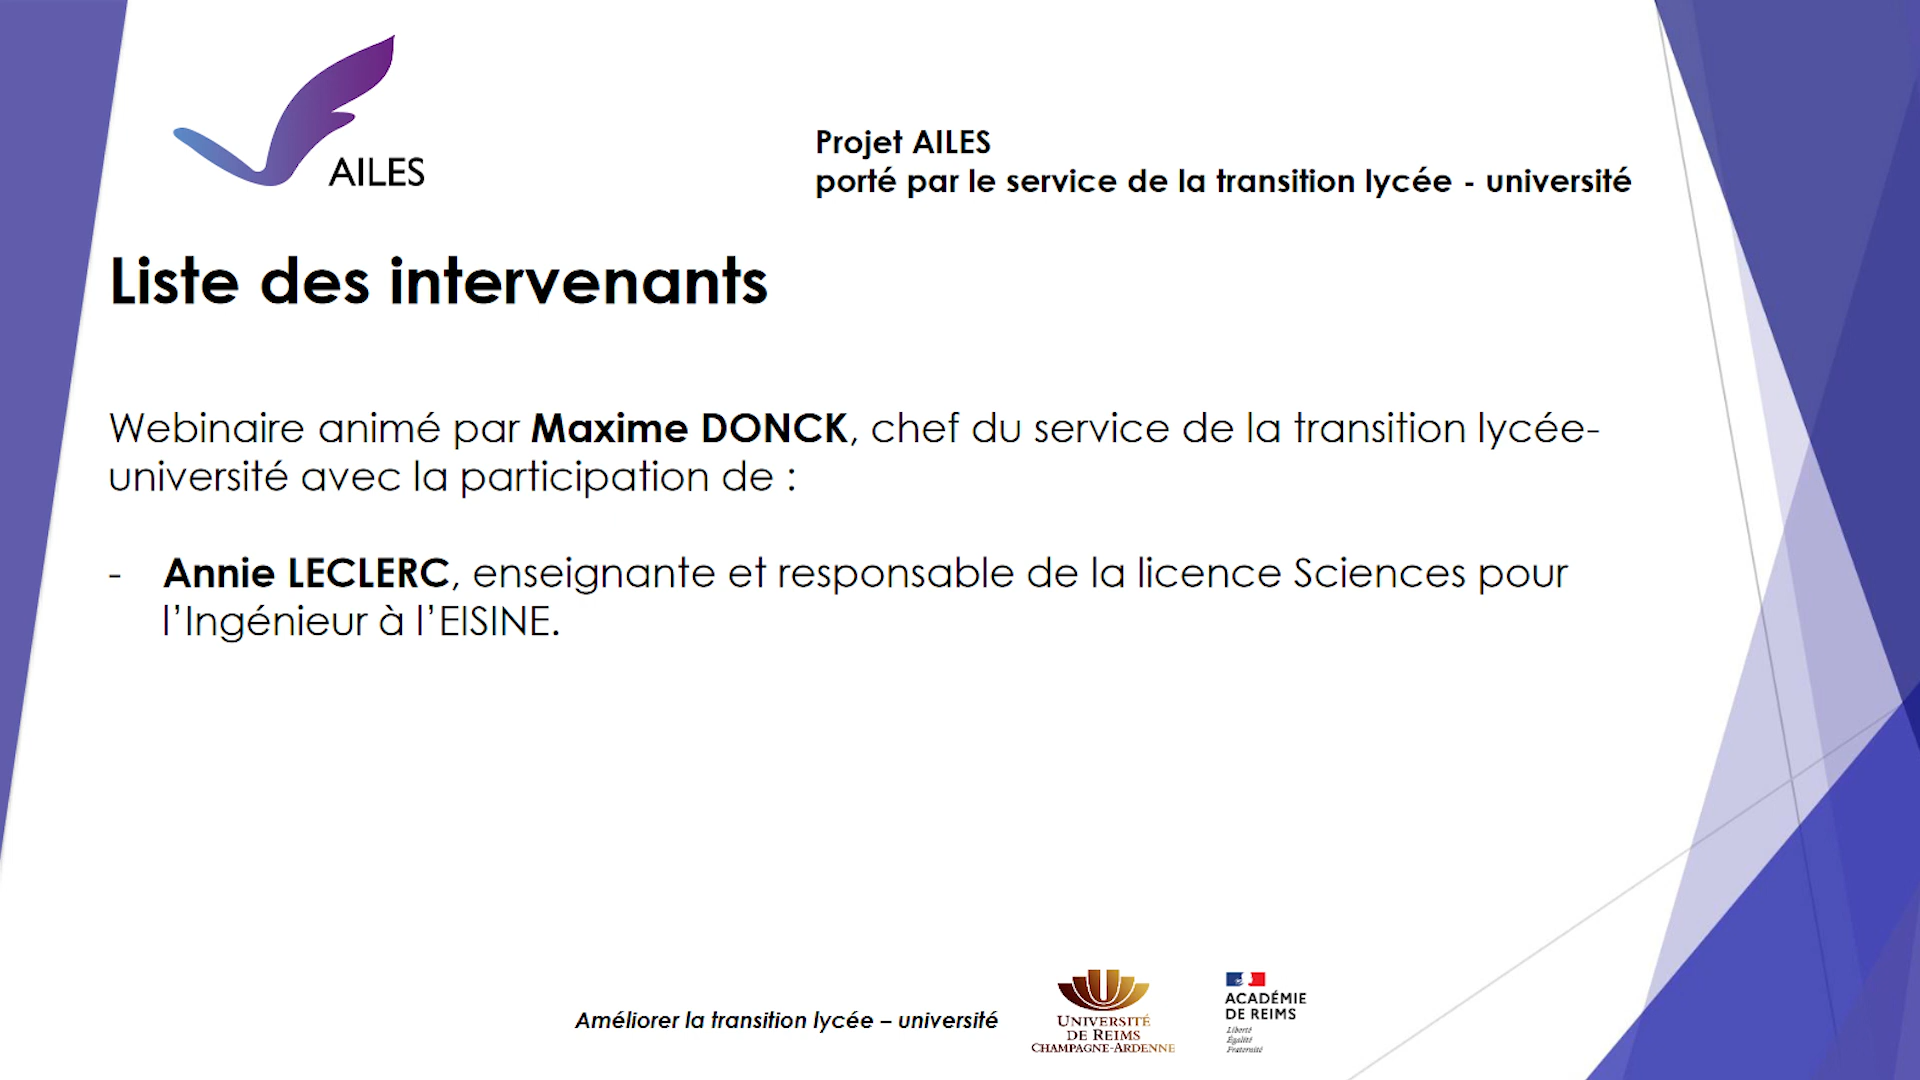 AILES
Projet AILES
porté par le service de la transition lycée - université
Liste des intervenants
Webinaire animé par Maxime DONCK, chef du service de la transition lycée-
université avec la participation de :
- Annie LECLERC, enseignante et responsable de la licence Sciences pour
l’Ingénieur à l’EISINE.
Améliorer la transition lycée – université
UNIVERSITÉ
DE REIMS
CHAMPAGNE-ARDENNE
ACADÉMIE
DE REIMS
Liberté
Égalité
Fraternité